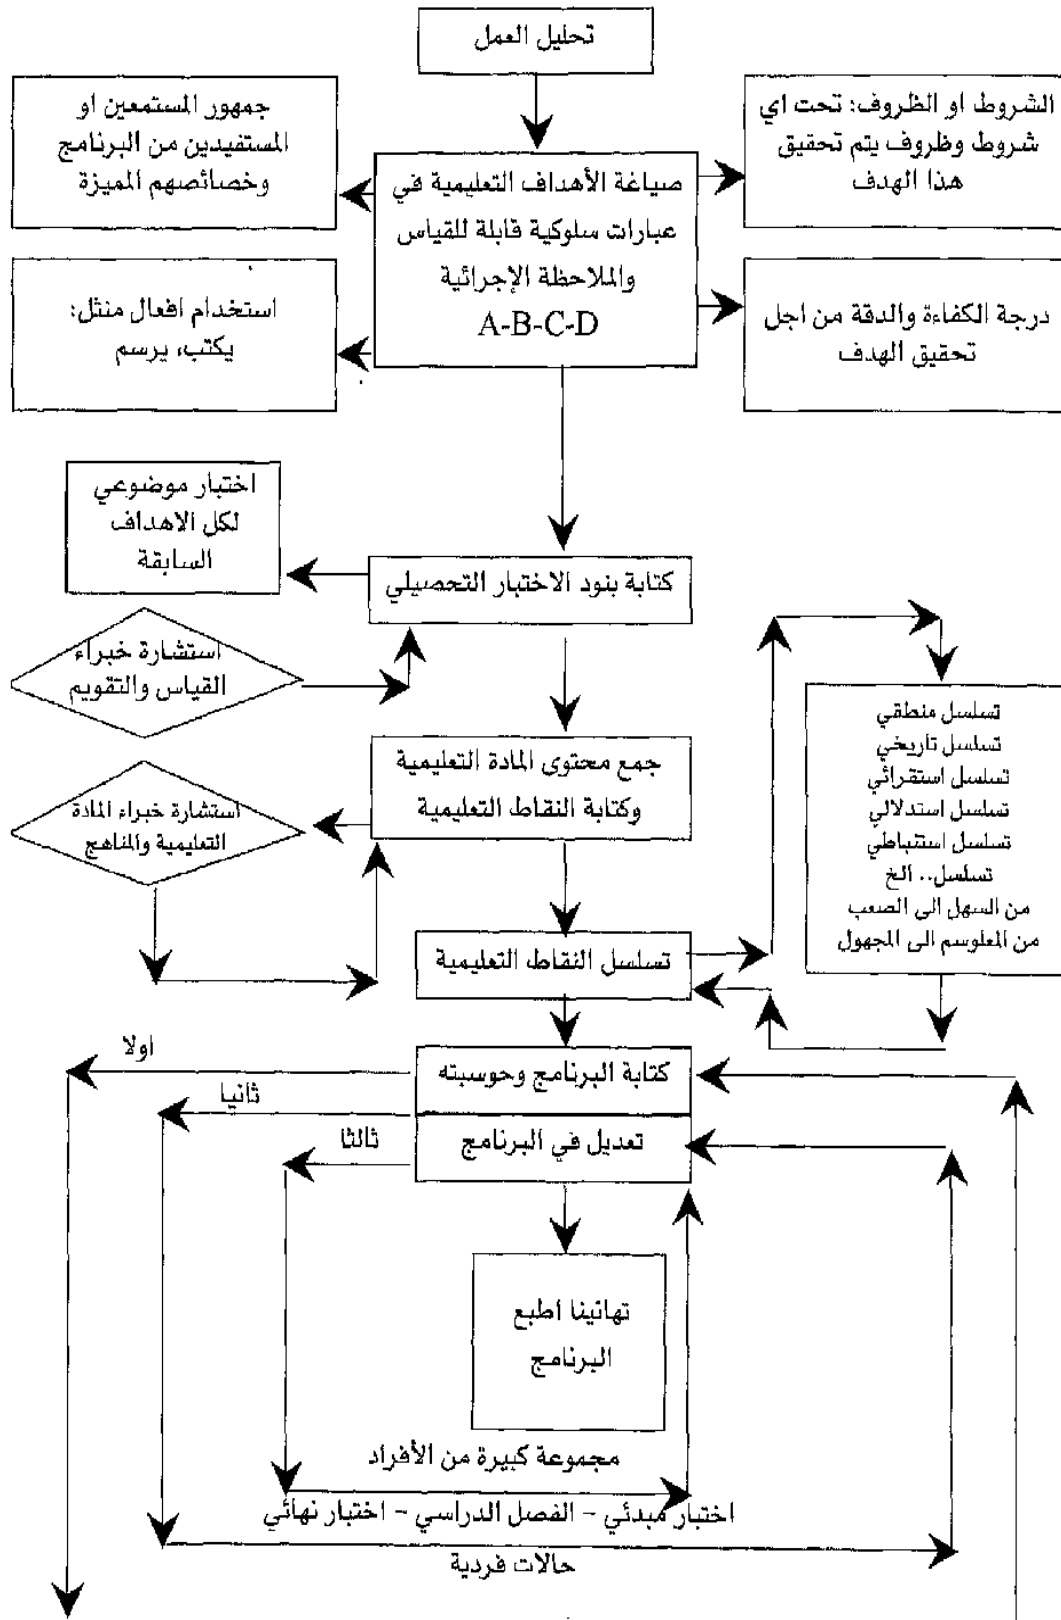 تحليل العمل
الشروط او الظروف: تحت اي
شروط وظروف يتم تحقيق
هذا الهدف
جمهور المستمعين او
المستفيدين من البرنامج
وخصائصهم المميزة
صياغة الأهداف التعليمية في
عبارات سلوكية قابلة للقياس
والملاحظة الإجرائية
A-B-C-D
درجة الكفاءة والدقة من اجل
تحقيق الهدف
استخدام افعال منثل:
يكتب، يرسم
اختبار موضوعي
لكل الاهداف
السابقة
كتابة بنود الاختبار التحصيلي
استشارة خبراء
القياس والتقويم
جمع محتوى المادة التعليمية
وكتابة النقاط التعليمية
استشارة خبراء المادة
التعليمية والمناهج
تسلسل منطقي
تسلسل تاريخي
تسلسل استقرائي
تسلسل استدلالي
تسلسل استنباطي
تسلسل.. الخ
من السهل الى الصعب
من المعلوسم الى المجهول
تسلسل النقاط التعليمية
كتابة البرنامج وحوسبته
اولا
ثانيا
تعديل في البرنامج
ثالثا
تهانينا اطبع
البرنامج
مجموعة كبيرة من الأفراد
اختبار مبدئي – الفصل الدراسي – اختبار نهائي
حالات فردية